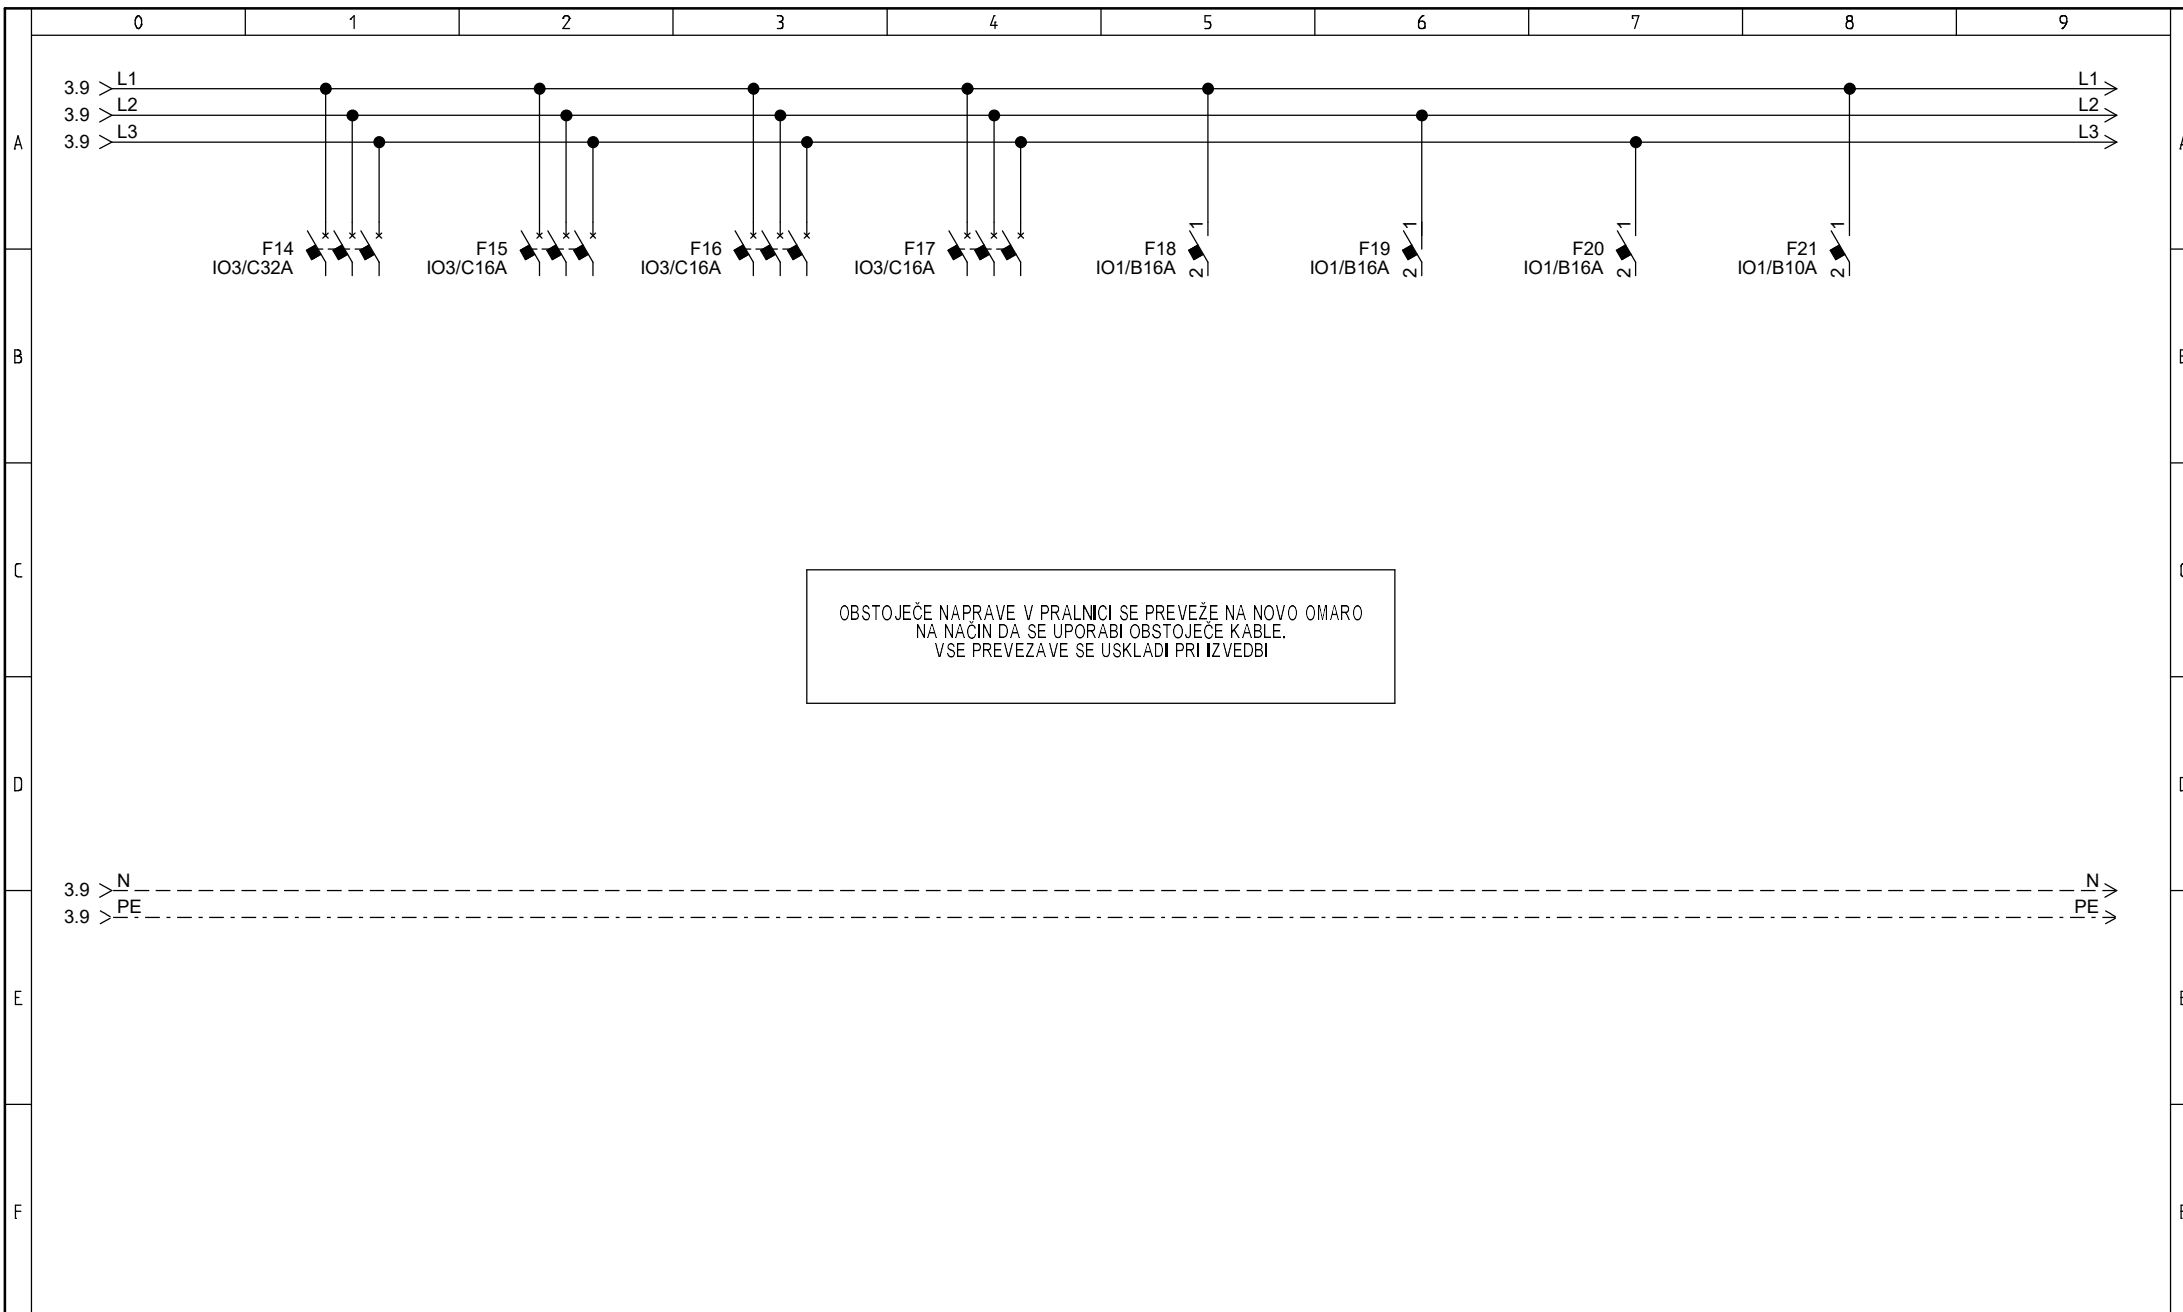 0 1 2 3 4 5 6 7 8 9
3.9 L1 L1
3.9 L2 L2
3.9 L3 L3
A
1 1 1 1
F14 F15 F16 F17 F18 F19 F20 F21
IO3/C32A IO3/C16A IO3/C16A IO3/C16A IO1/B16A IO1/B16A IO1/B16A IO1/B10A
2 2 2 2
B
C
OBSTOJEČE NAPRAVE V PRALNICI SE PREVEŽE NA NOVO OMARO
NA NAČIN DA SE UPORABI OBSTOJEČE KABLE.
VSE PREVEZAVE SE USKLADI PRI IZVEDBI
D
3.9 N N
3.9 PE PE
E
F